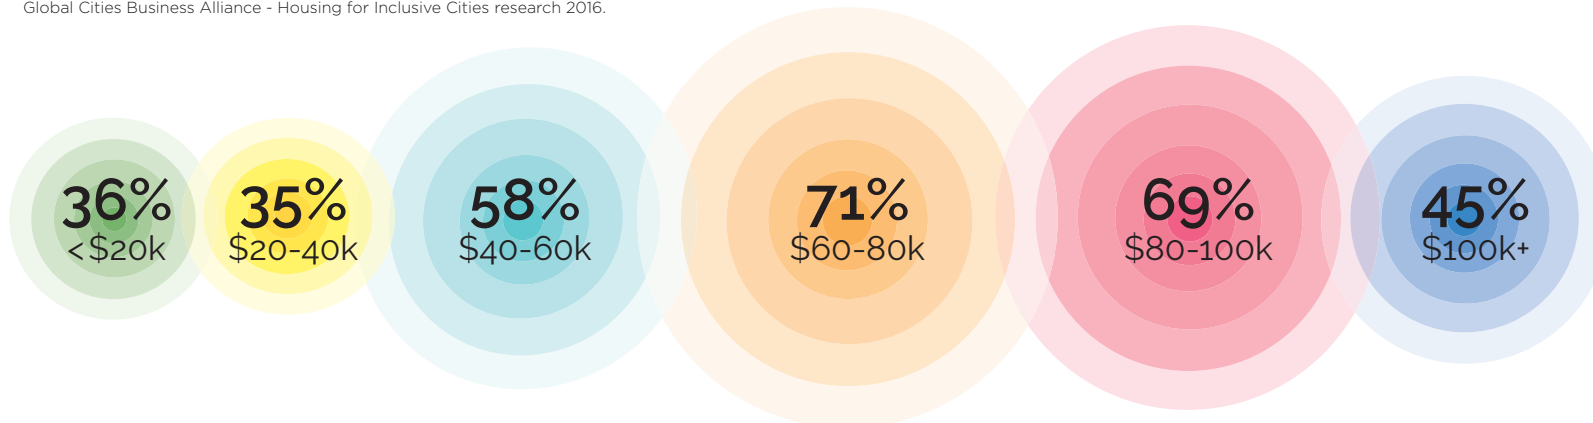 Global Cities Business Alliance - Housing for Inclusive Cities research 2016.
36%
<$20k
35%
$20-40k
58%
$40-60k
71%
$60-80k
69%
$80-100k
45%
$100k+